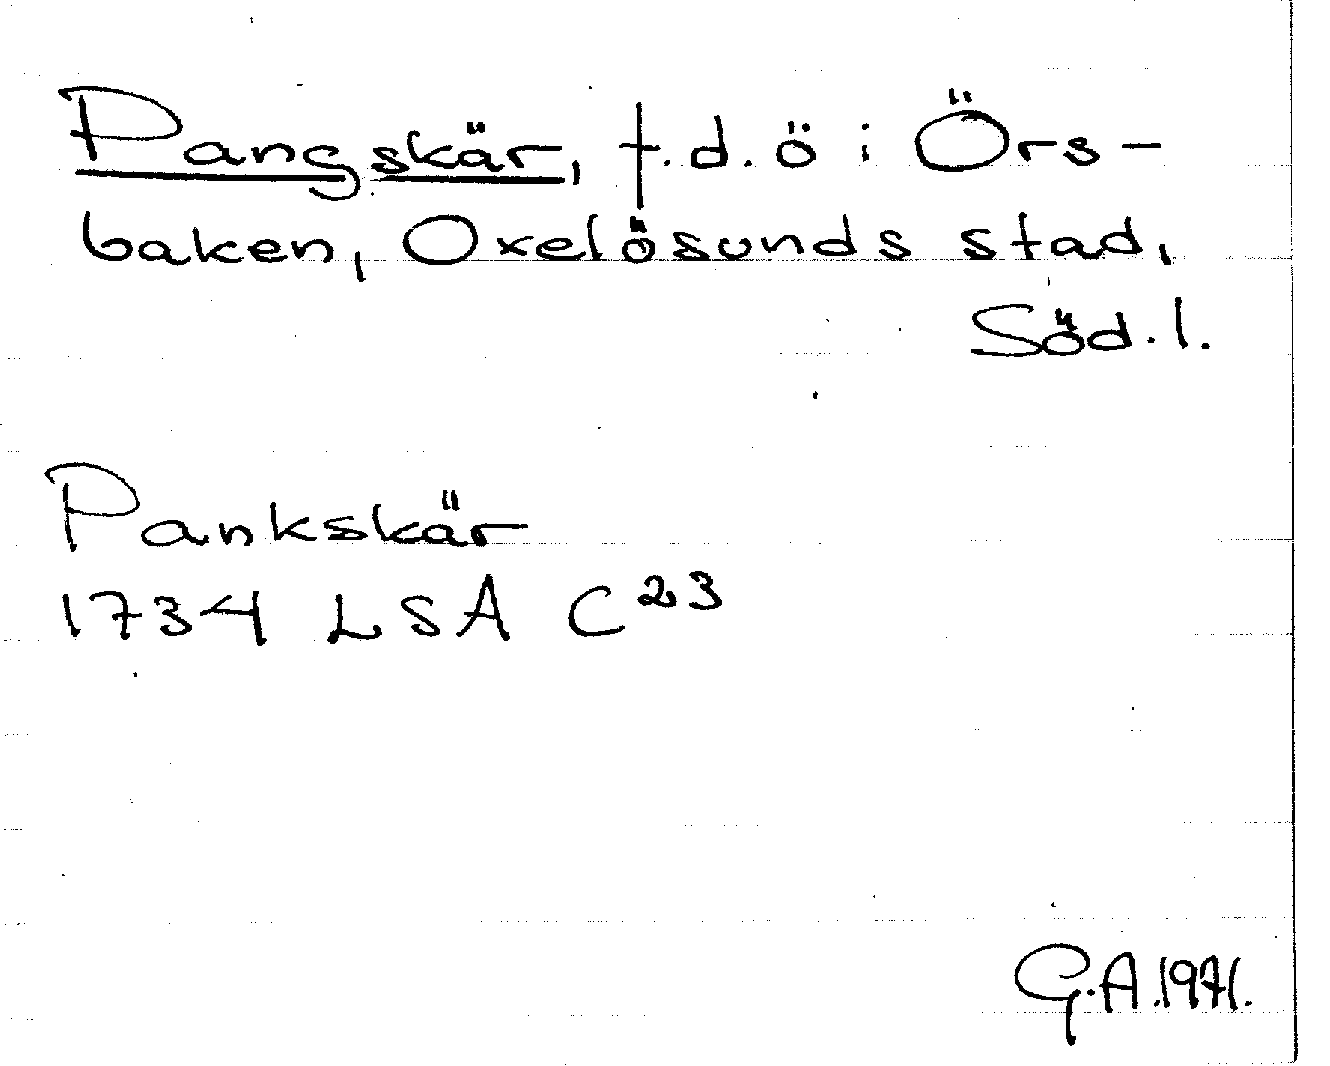 Pangskär, f.d. ö i Örs-
baken, Oxelösunds stad,
Söd. l.
Pankskär
1734 LSA C23
G.A. 1971.